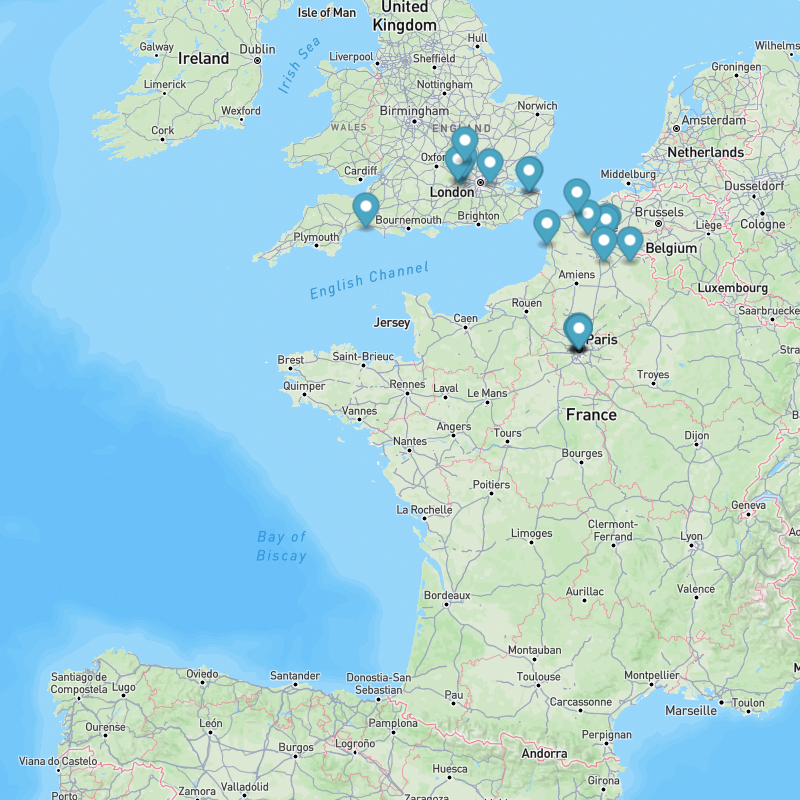 United
Kingdom
Isle of Man
Hull
Galway
Dublin
Ireland
Irish Sea
Liverpool
Sheffield
Wilhelms
Groningen
Limerick
Nottingham
Wexford
Birmingham
Norwich
Cork
WALES
ENGLAND
Amsterdam
Netherlands
Oxfor
Cardiff
London
Middelburg
Dusseldorf
Brussels
Cologne
Bournemouth
Brighton
Liège
Plymouth
Belgium
English Channel
Amiens
Luxembourg
Rouen
Saarbruecke
Jersey
Caen
Paris
Stra
Brest
Saint-Brieuc
Quimper
Rennes
Laval
Le Mans
Troyes
Vannes
France
Angers
Tours
Nantes
Dijon
B
Bourges
Poitiers
La Rochelle
Geneva
Bay of
Biscay
Limoges
Clermont-
Ferrand
Lyon
Ao
Bordeaux
Aurillac
Valence
Montauban
Santiago de
Compostela
Lugo
Oviedo
Santander
Donostia-San
Sebastian
Toulouse
Montpellier
M
Pau
Carcassonne
Marseille
Toulon
Ourense
León
Pamplona
Logroño
Burgos
Perpignan
Andorra
Viana do Castelo
Huesca
Girona
Zamora
Valladolid
Porto
Zaragoza